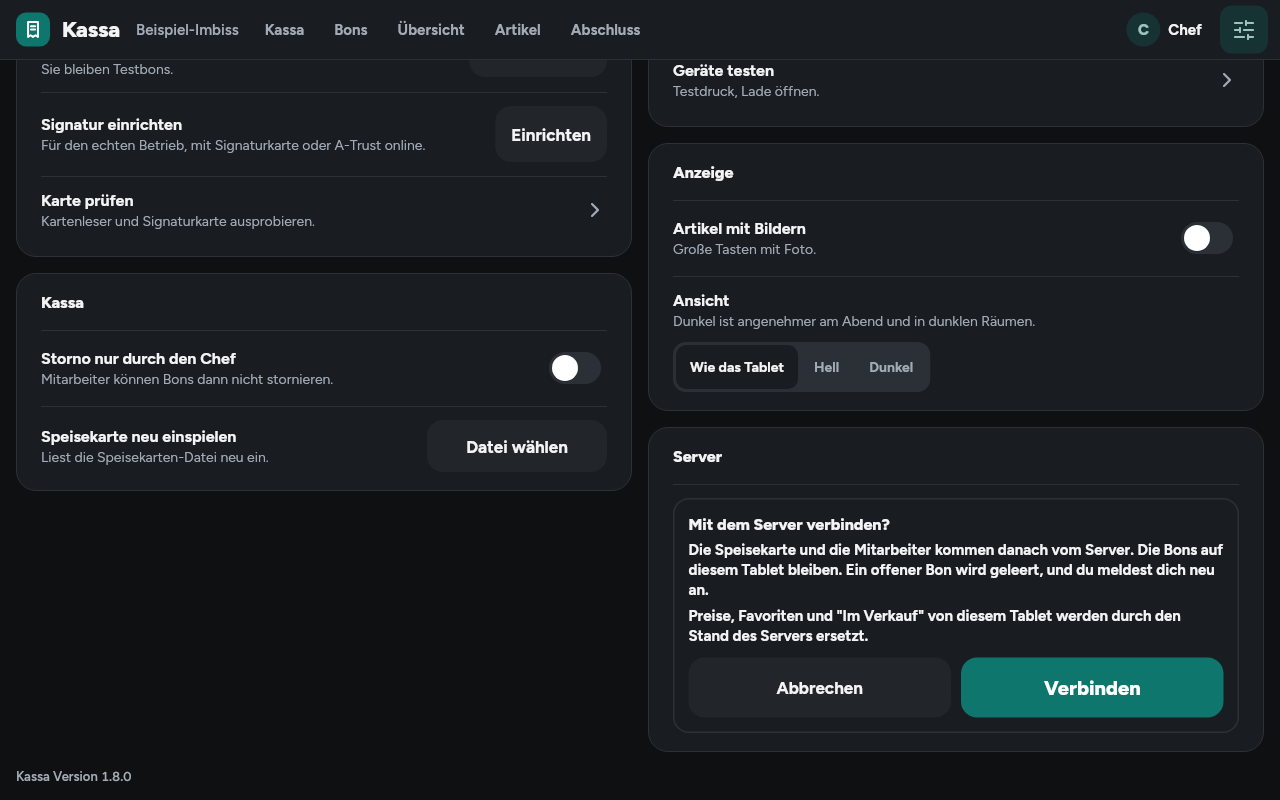 Kassa Beispiel-Imbiss Kassa Bons Übersicht Artikel Abschluss C Chef
Sie bleiben Testbons.
Signatur einrichten
Für den echten Betrieb, mit Signaturkarte oder A-Trust online.
Einrichten
Karte prüfen
Kartenleser und Signaturkarte ausprobieren.
Kassa
Storno nur durch den Chef
Mitarbeiter können Bons dann nicht stornieren.
Speisekarte neu einspielen
Liest die Speisekarten-Datei neu ein.
Datei wählen
Geräte testen
Testdruck, Lade öffnen.
Anzeige
Artikel mit Bildern
Große Tasten mit Foto.
Ansicht
Dunkel ist angenehmer am Abend und in dunklen Räumen.
Wie das Tablet Hell Dunkel
Server
Mit dem Server verbinden?
Die Speisekarte und die Mitarbeiter kommen danach vom Server. Die Bons auf
diesem Tablet bleiben. Ein offener Bon wird geleert, und du meldest dich neu
an.
Preise, Favoriten und "Im Verkauf" von diesem Tablet werden durch den
Stand des Servers ersetzt.
Abbrechen Verbinden
Kassa Version 1.8.0